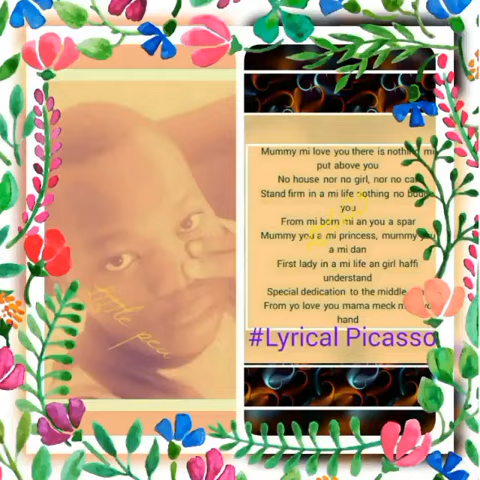 little pea
Mummy mi love you there is nothing mi
put above you
No house nor no girl, nor no car
Stand firm in a mi life nothing no
you
From mi born mi an you a spar
Mummy you a mi princess, mummy you
a mi dan
First lady in a mi life an girl haffi
understand
Special dedication to the middle
From yo love you mama meck me
hand
#Lyrical Picasso